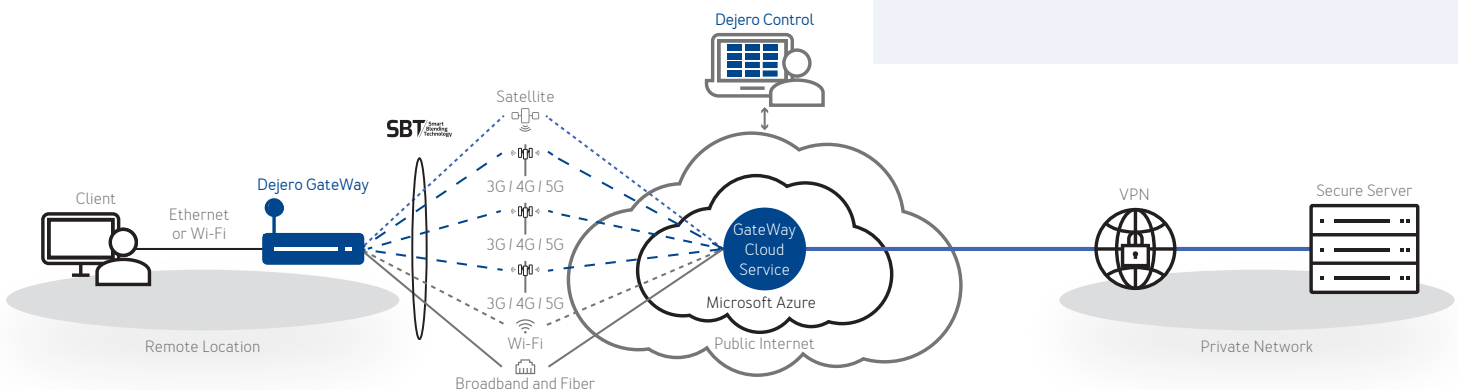 Dejero Control
Satellite
SBT Smart
Blending
Technology
3G / 4G / 5G
Dejero GateWay
Client
Ethernet
or Wi-Fi
3G / 4G / 5G
3G / 4G / 5G
Wi-Fi
Broadband and Fiber
Remote Location
GateWay
Cloud
Service
Microsoft Azure
Public Internet
VPN
Secure Server
Private Network